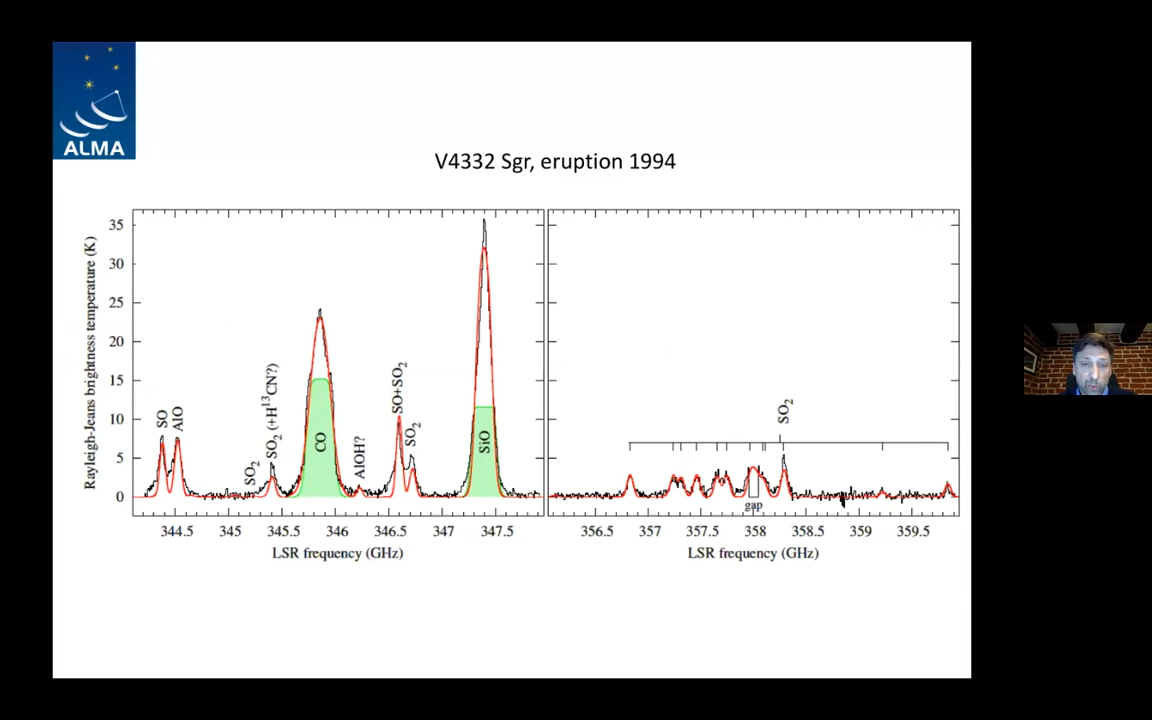 ALMA
V4332 Sgr, eruption 1994
Rayleigh-Jeans brightness temperature (K)
35
30
25
20
15
10
5
0
SO
AlO
SO2
SO2 (+H13CN?)
CO
AlOH?
SO+SO2
SO2
SiO
SO2
gap
344.5
345
345.5
346
346.5
347
347.5
356.5
357
357.5
358
358.5
359
359.5
LSR frequency (GHz)
LSR frequency (GHz)